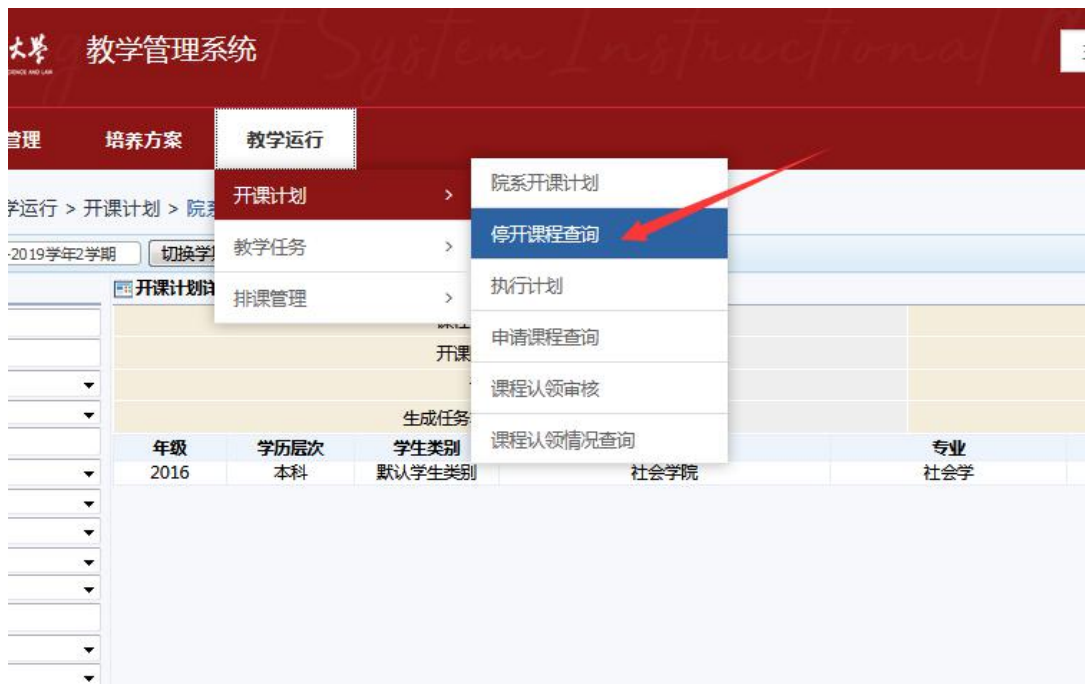 大学 教学管理系统
System Instructional M
管理 培养方案 教学运行
开课计划 >
院系开课计划
学运行 > 开课计划 > 院系
停开课程查询
-2019学年2学期 切换学期
教学任务 >
开课计划详
执行计划
排课管理 >
申请课程查询
开课
课程认领审核
生成任务
课程认领情况查询
年级 学历层次 学生类别 专业
2016 本科 默认学生类别 社会学院 社会学